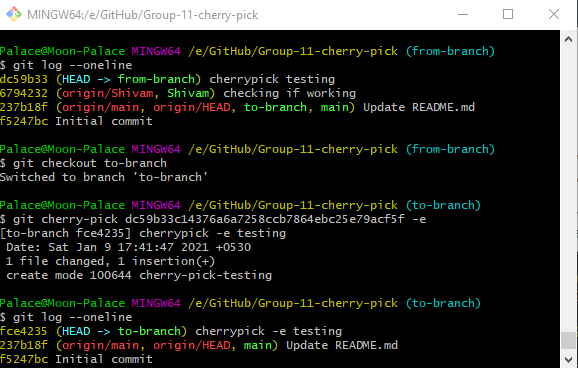 MINGW64:/e/GitHub/Group-11-cherry-pick
Palace@Moon-Palace MINGW64 /e/GitHub/Group-11-cherry-pick (from-branch)
$ git log --oneline
dc59b33 (HEAD -> from-branch) cherrypick testing
6794232 (origin/Shivam, Shivam) checking if working
237b18f (origin/main, origin/HEAD, to-branch, main) Update README.md
f5247bc Initial commit
Palace@Moon-Palace MINGW64 /e/GitHub/Group-11-cherry-pick (from-branch)
$ git checkout to-branch
Switched to branch 'to-branch'
Palace@Moon-Palace MINGW64 /e/GitHub/Group-11-cherry-pick (to-branch)
$ git cherry-pick dc59b33c14376a6a7258ccb7864ebc25e79acf5f -e
[to-branch fce4235] cherrypick -e testing
Date: Sat Jan 9 17:41:47 2021 +0530
1 file changed, 1 insertion(+)
create mode 100644 cherry-pick-testing
Palace@Moon-Palace MINGW64 /e/GitHub/Group-11-cherry-pick (to-branch)
$ git log --oneline
fce4235 (HEAD -> to-branch) cherrypick -e testing
237b18f (origin/main, origin/HEAD, main) Update README.md
f5247bc Initial commit